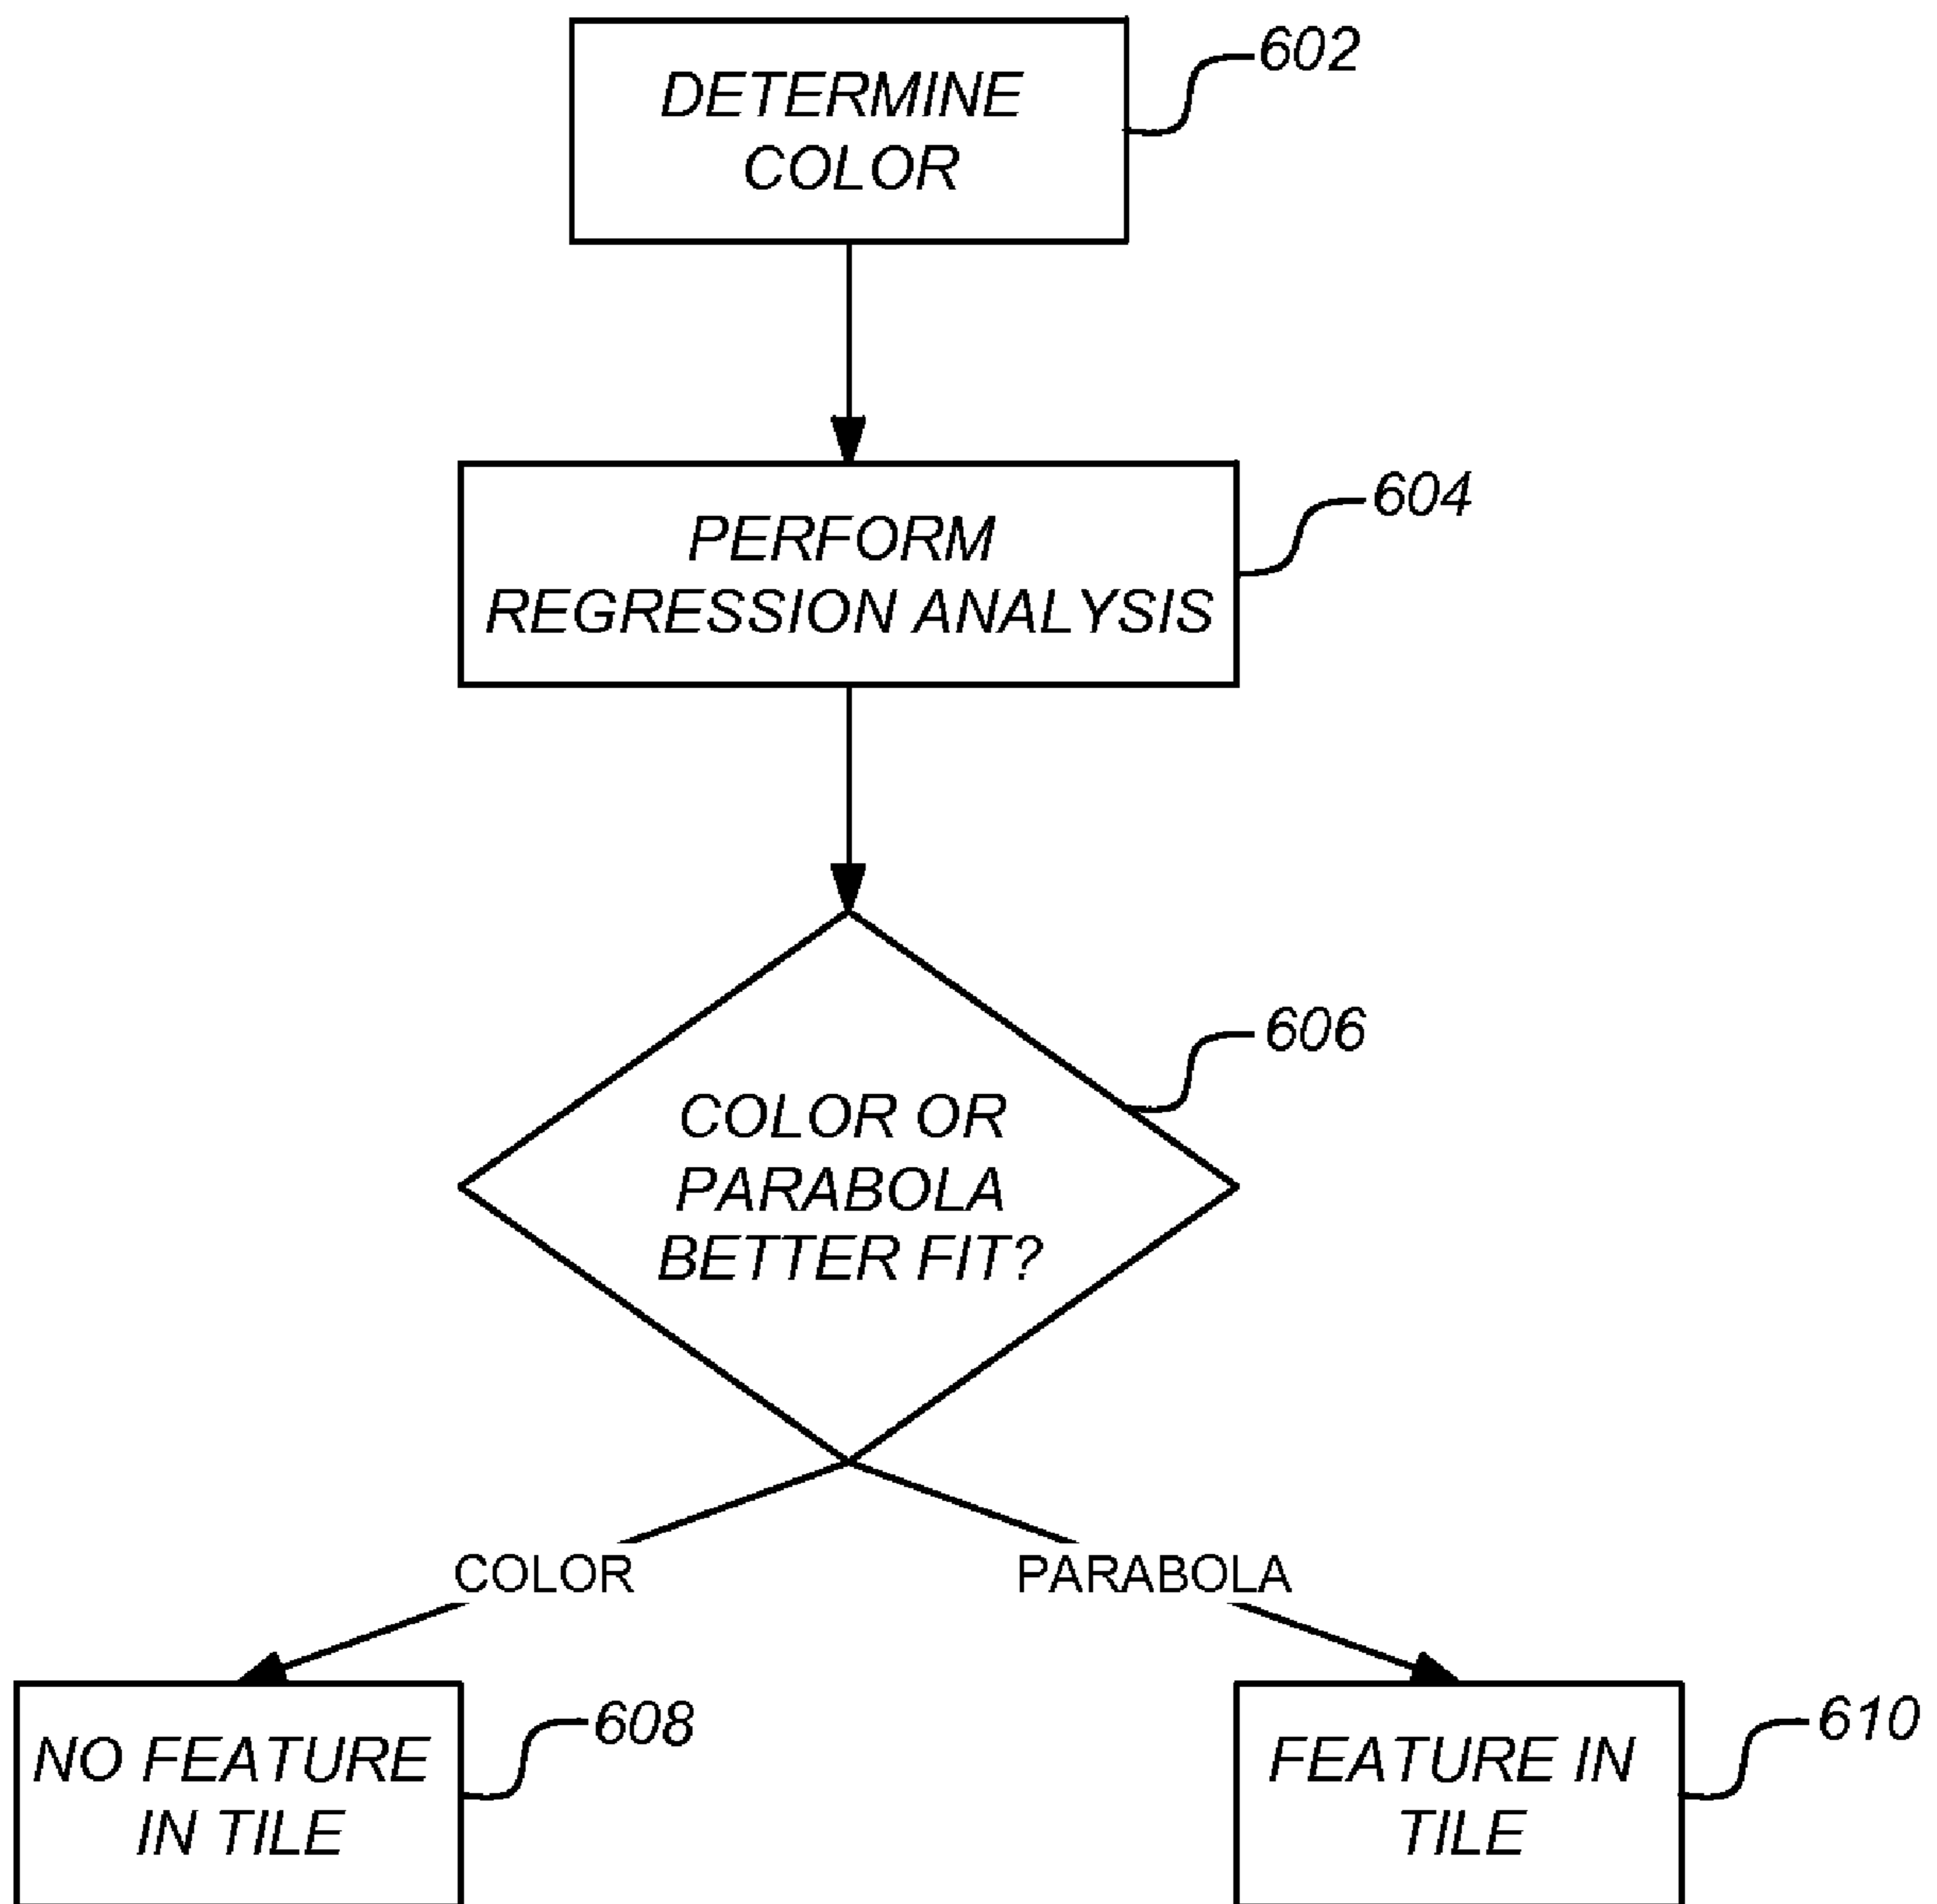 DETERMINE
COLOR
602
PERFORM
REGRESSION ANALYSIS
604
COLOR OR
PARABOLA
BETTER FIT?
606
COLOR
PARABOLA
NO FEATURE
IN TILE
608
FEATURE IN
TILE
610